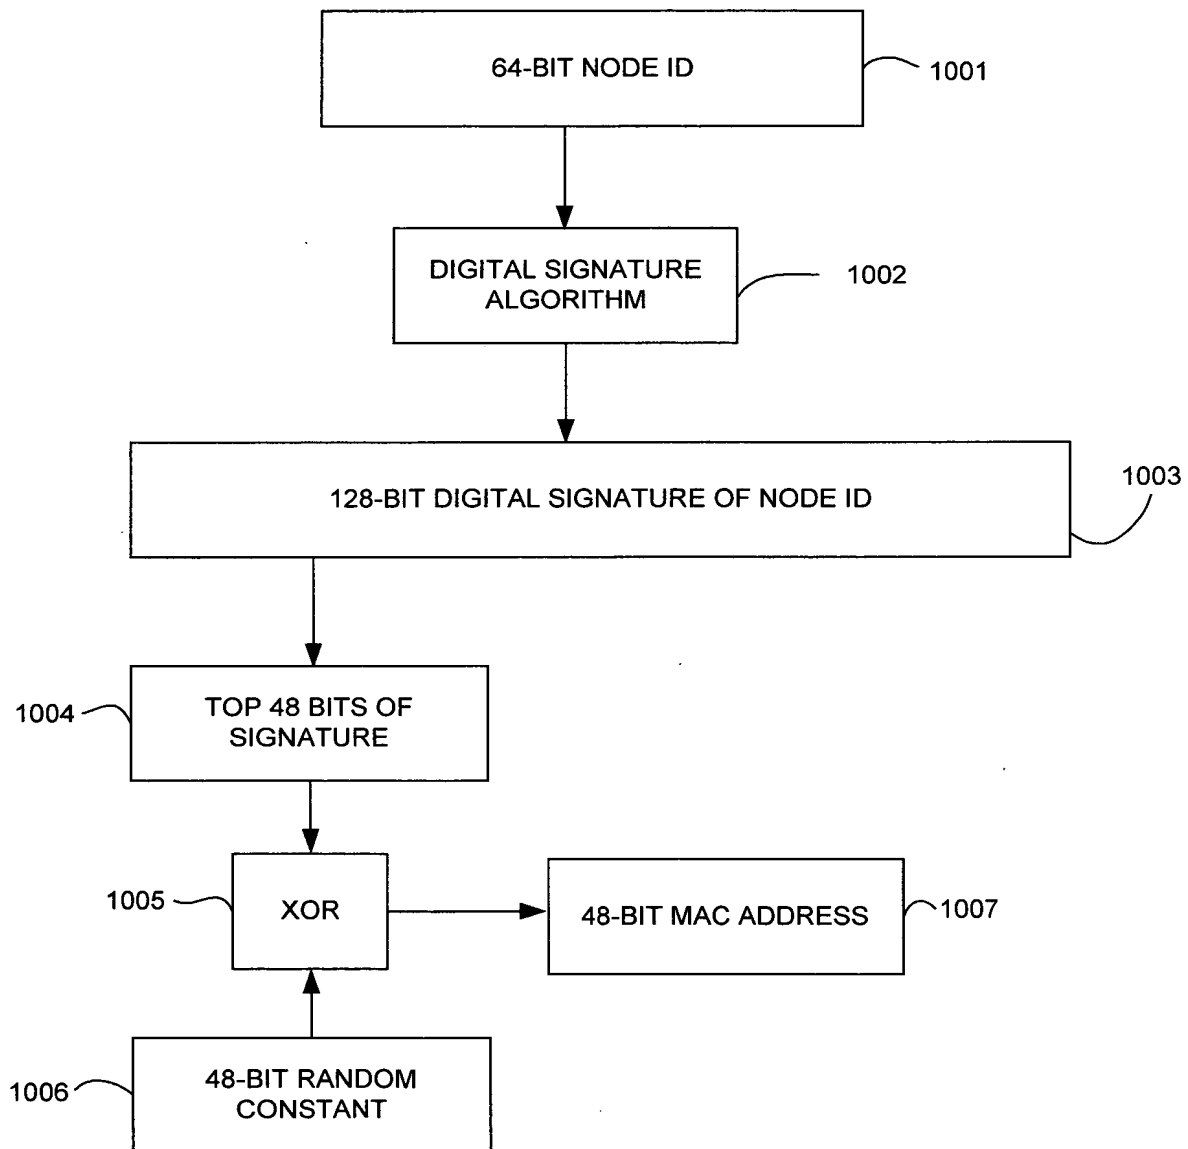 64-BIT NODE ID
1001
DIGITAL SIGNATURE
ALGORITHM
1002
128-BIT DIGITAL SIGNATURE OF NODE ID
1003
1004
TOP 48 BITS OF
SIGNATURE
1005
XOR
48-BIT MAC ADDRESS
1007
1006
48-BIT RANDOM
CONSTANT